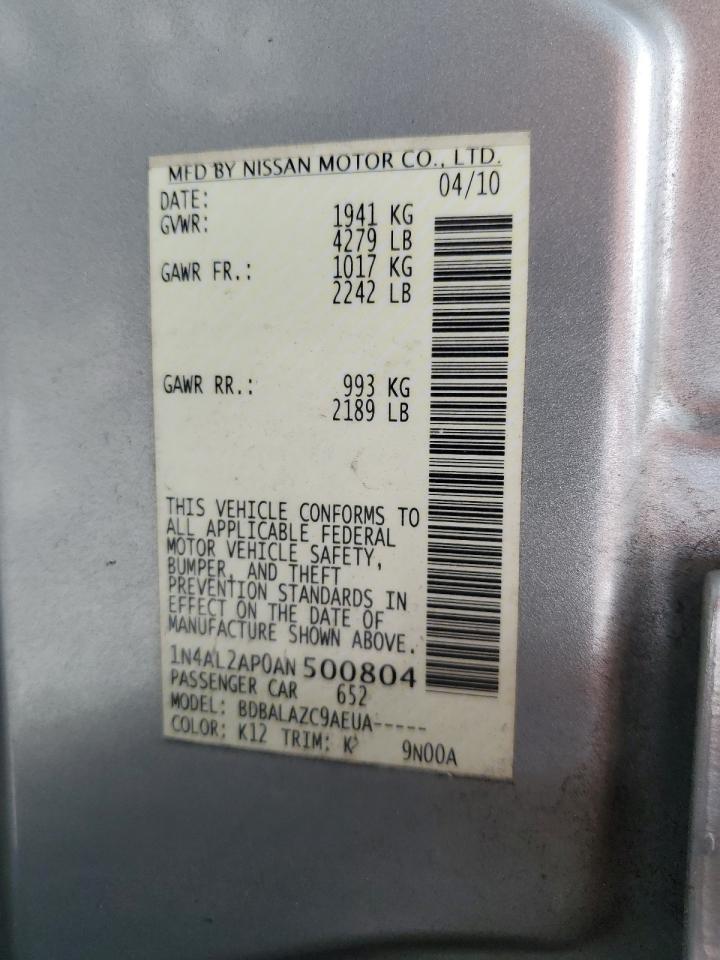 MFD BY NISSAN MOTOR CO., LTD.
DATE: 04/10
GVWR: 1941 KG
4279 LB
GAWR FR.: 1017 KG
2242 LB
GAWR RR.: 993 KG
2189 LB
THIS VEHICLE CONFORMS TO
ALL APPLICABLE FEDERAL
MOTOR VEHICLE SAFETY,
BUMPER, AND THEFT
PREVENTION STANDARDS IN
EFFECT ON THE DATE OF
MANUFACTURE SHOWN ABOVE.
1N4AL2AP0AN 500804
PASSENGER CAR 652
MODEL: BDBALAZC9AEUA-----
COLOR: K12 TRIM: K 9N00A